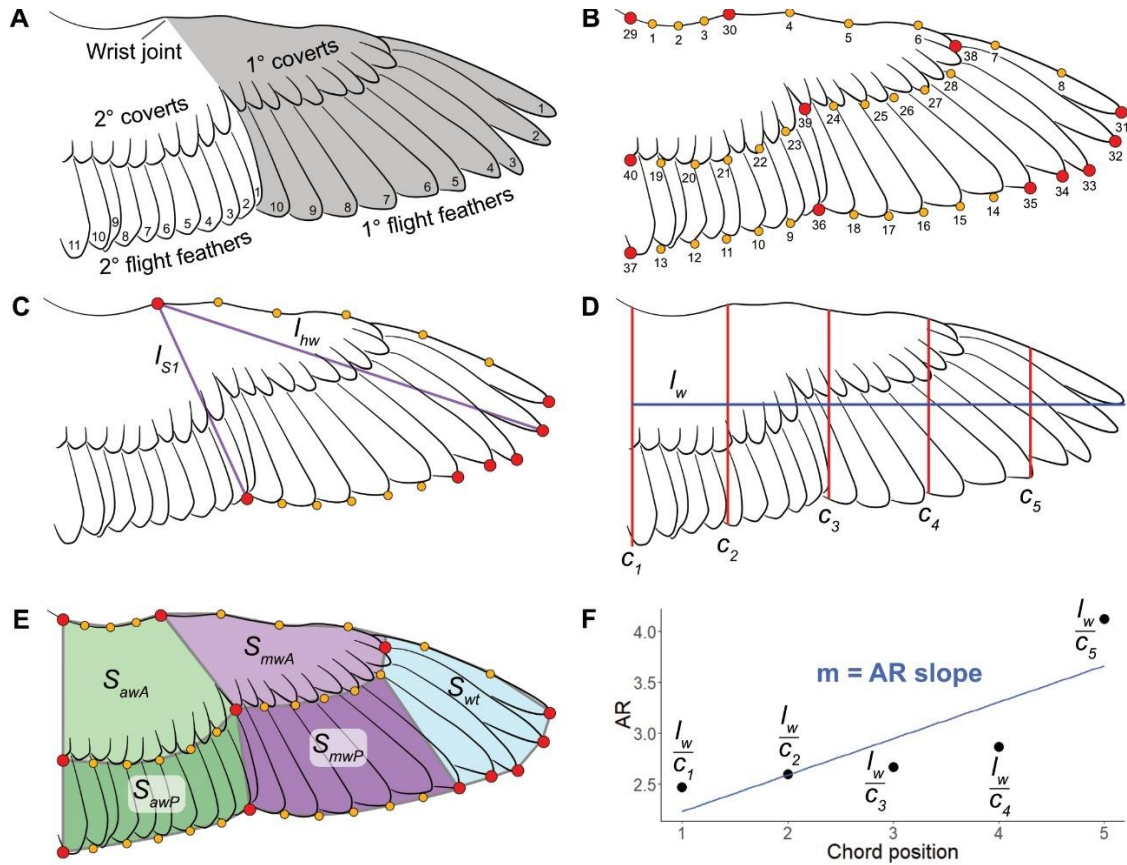 A
Wrist joint
1° coverts
2° coverts
1
2
3
4
5
6
7
8
9
10
1° flight feathers
1
2
3
4
5
6
7
8
9
10
11
2° flight feathers
B
29
1
2
3
30
4
5
6
38
7
8
31
32
33
34
35
14
15
16
17
18
36
9
10
11
12
13
37
40
19
20
21
22
23
39
24
25
26
27
28
C
l_hw
l_S1
D
l_w
c_1
c_2
c_3
c_4
c_5
E
S_awA
S_mwA
S_wt
S_mwP
S_awP
F
4.0
3.5
3.0
2.5
AR
m = AR slope
l_w
c_1
l_w
c_2
l_w
c_3
l_w
c_4
l_w
c_5
1
2
3
4
5
Chord position